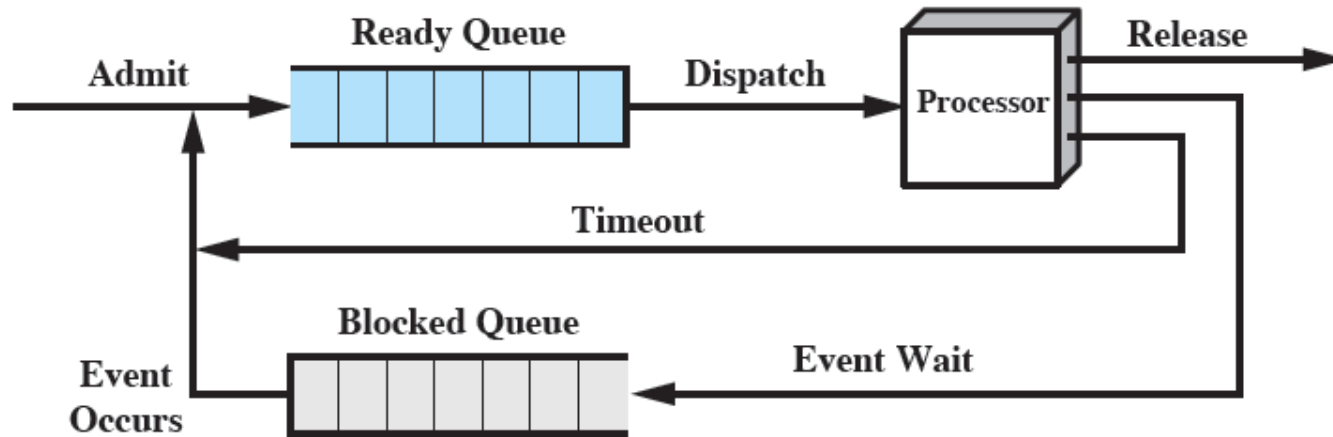 Ready Queue
Release
Admit
Dispatch
Processor
Timeout
Blocked Queue
Event Wait
Event
Occurs